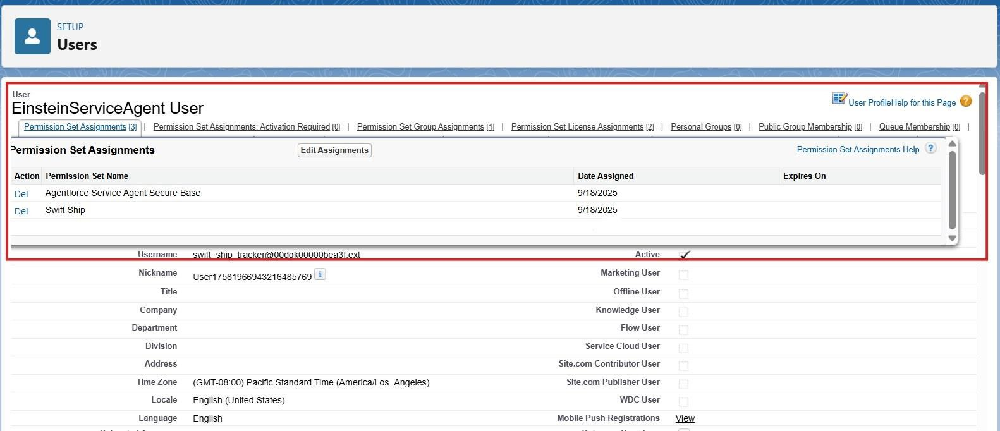 SETUP
Users
User
EinsteinServiceAgent User
User Profile Help for this Page ?
Permission Set Assignments [3] | Permission Set Assignments: Activation Required [0] | Permission Set Group Assignments [1] | Permission Set License Assignments [2] | Personal Groups [0] | Public Group Membership [0] | Queue Membership [0] |
Permission Set Assignments Edit Assignments Permission Set Assignments Help ?
Action Permission Set Name Date Assigned Expires On
Del Agentforce Service Agent Secure Base 9/18/2025
Del Swift Ship 9/18/2025
Username swift_ship_tracker@00dgk00000bea3f.ext Active
Nickname User17581966943216485769 i Marketing User
Title Offline User
Company Knowledge User
Department Flow User
Division Service Cloud User
Address Site.com Contributor User
Time Zone (GMT-08:00) Pacific Standard Time (America/Los_Angeles) Site.com Publisher User
Locale English (United States) WDC User
Language English Mobile Push Registrations View